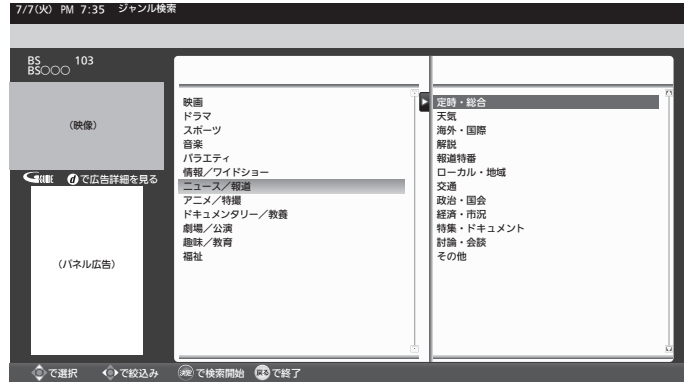 7/7(火) PM 7:35 ジャンル検索
BS 103
BS○○○
(映像)
GGUIDE dで広告詳細を見る
(パネル広告)
映画
ドラマ
スポーツ
音楽
バラエティ
情報／ワイドショー
ニュース／報道
アニメ／特撮
ドキュメンタリー／教養
劇場／公演
趣味／教育
福祉
定時・総合
天気
海外・国際
解説
報道特番
ローカル・地域
交通
政治・国会
経済・市況
特集・ドキュメント
討論・会談
その他
で選択 で絞込み 決定で検索開始 戻るで終了